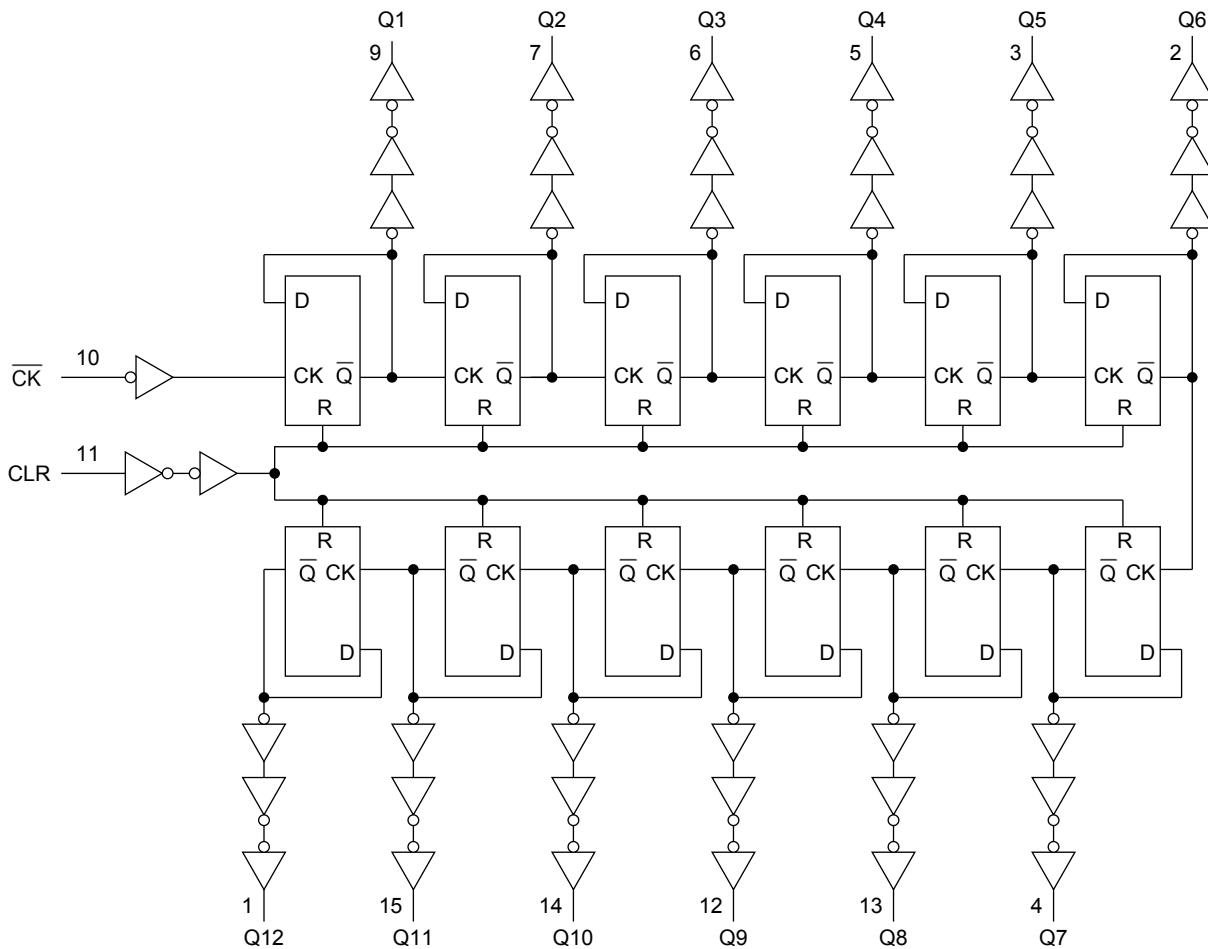 Q1 Q2 Q3 Q4 Q5 Q6
9 7 6 5 3 2
D D D D D D
C̅K̅ 10 CK Q̅ CK Q̅ CK Q̅ CK Q̅ CK Q̅ CK Q̅
R R R R R R
CLR 11
R R R R R R
Q̅ CK Q̅ CK Q̅ CK Q̅ CK Q̅ CK Q̅ CK
D D D D D D
1 15 14 12 13 4
Q12 Q11 Q10 Q9 Q8 Q7